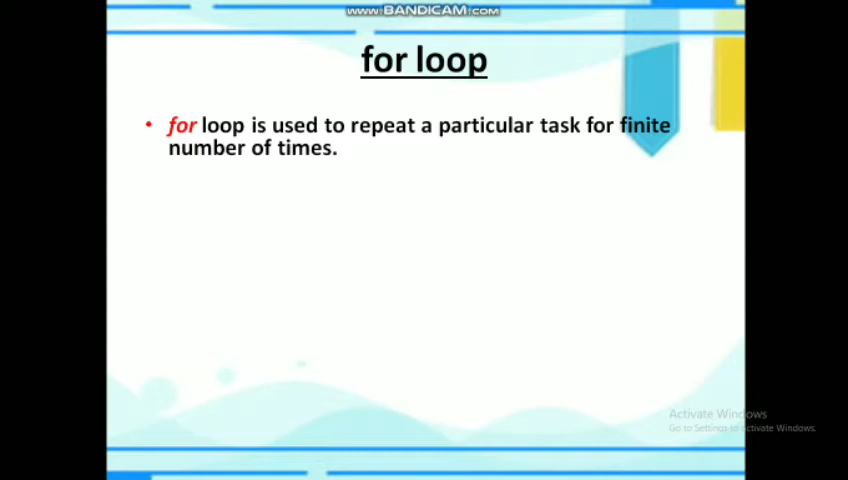 www.BANDICAM.com
for loop
• for loop is used to repeat a particular task for finite
number of times.
Activate Windows
Go to Settings to activate Windows.